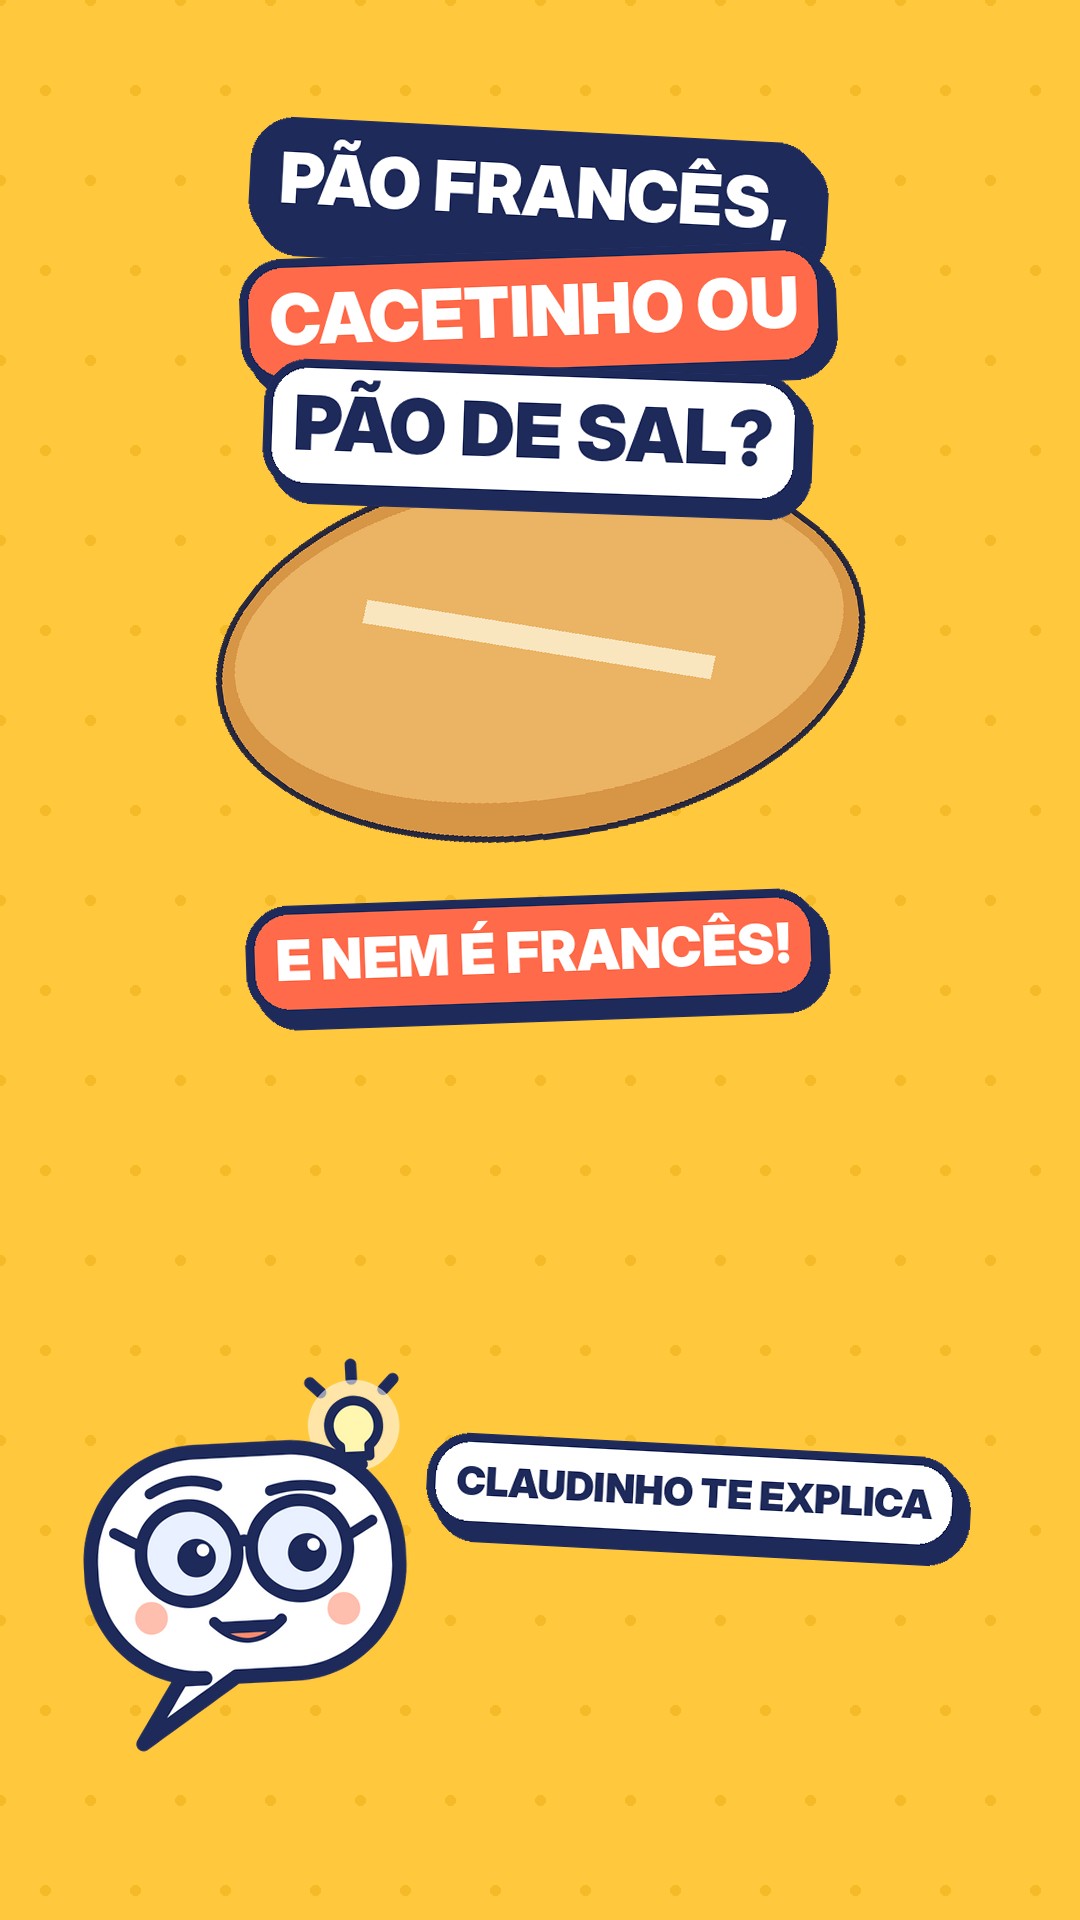 PÃO FRANCÊS,
CACETINHO OU
PÃO DE SAL?
E NEM É FRANCÊS!
CLAUDINHO TE EXPLICA